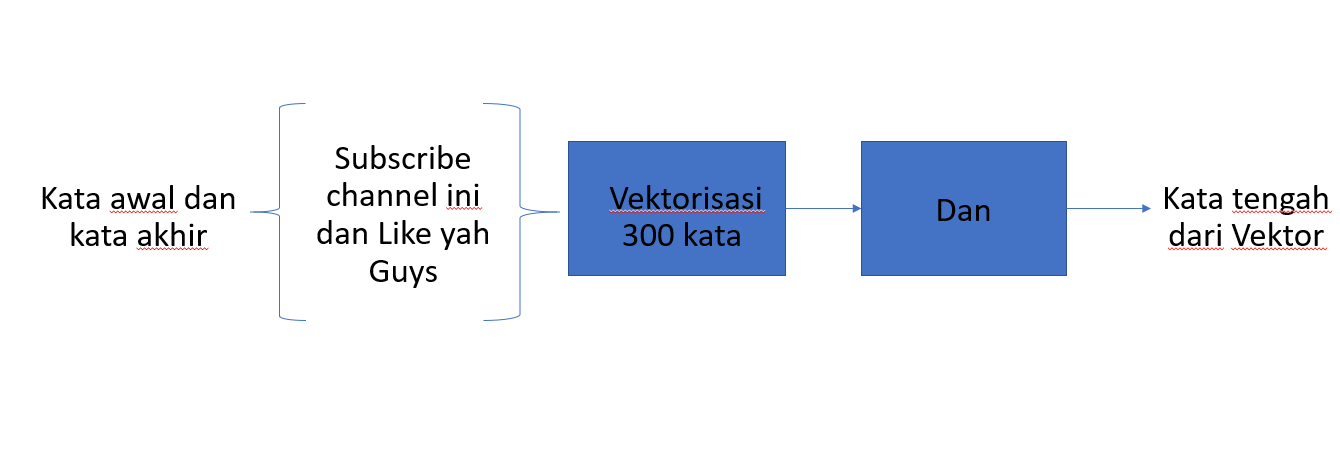 Kata awal dan
kata akhir
Subscribe
channel ini
dan Like yah
Guys
Vektorisasi
300 kata
Dan
Kata tengah
dari Vektor